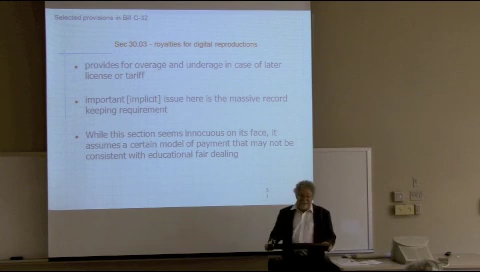 Selected provisions in Bill C-32
Sec 30.03 - royalties for digital reproductions
• provides for overage and underage in case of later
license or tariff
• important [implicit] issue here is the massive record
keeping requirement
• While this section seems innocuous on its face, it
assumes a certain model of payment that may not be
consistent with educational fair dealing